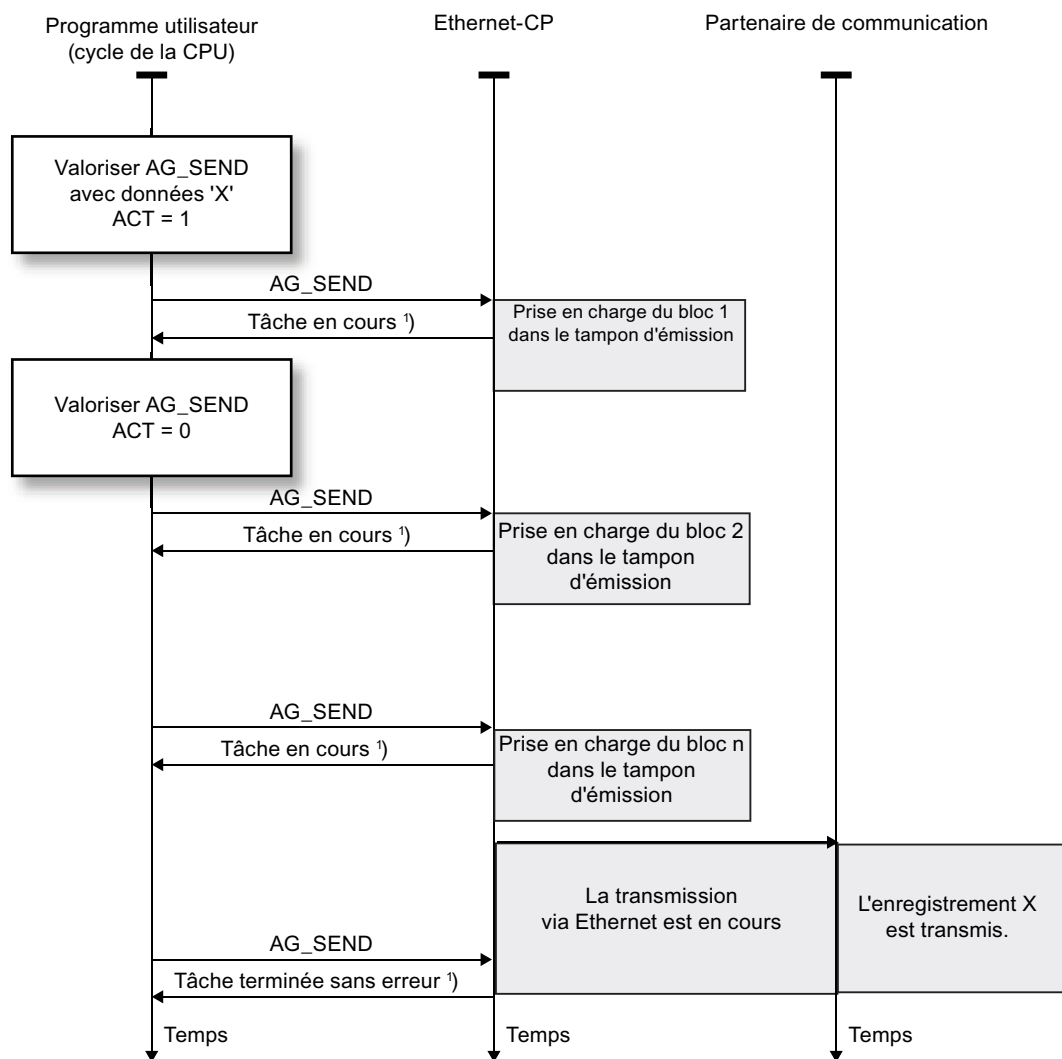 Programme utilisateur
(cycle de la CPU)
Ethernet-CP
Partenaire de communication
Valoriser AG_SEND
avec données 'X'
ACT = 1
AG_SEND
Tâche en cours ¹)
Prise en charge du bloc 1
dans le tampon d'émission
Valoriser AG_SEND
ACT = 0
AG_SEND
Tâche en cours ¹)
Prise en charge du bloc 2
dans le tampon
d'émission
AG_SEND
Tâche en cours ¹)
Prise en charge du bloc n
dans le tampon
d'émission
La transmission
via Ethernet est en cours
L'enregistrement X
est transmis.
AG_SEND
Tâche terminée sans erreur ¹)
Temps
Temps
Temps